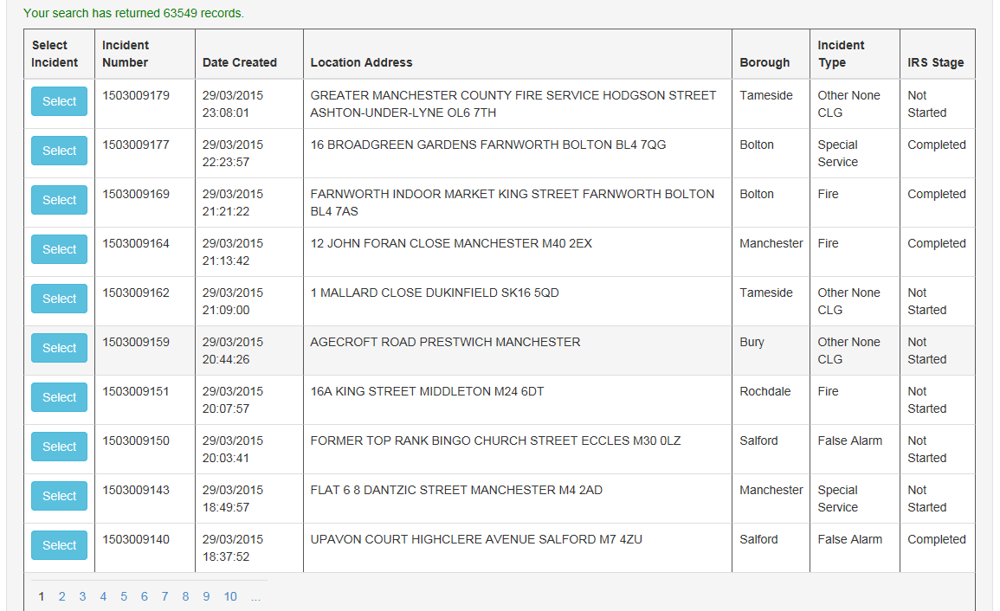 Your search has returned 63549 records.
Select Incident Incident Number Date Created Location Address Borough Incident Type IRS Stage
Select 1503009179 29/03/2015 23:08:01 GREATER MANCHESTER COUNTY FIRE SERVICE HODGSON STREET ASHTON-UNDER-LYNE OL6 7TH Tameside Other None CLG Not Started
Select 1503009177 29/03/2015 22:23:57 16 BROADGREEN GARDENS FARNWORTH BOLTON BL4 7QG Bolton Special Service Completed
Select 1503009169 29/03/2015 21:21:22 FARNWORTH INDOOR MARKET KING STREET FARNWORTH BOLTON BL4 7AS Bolton Fire Completed
Select 1503009164 29/03/2015 21:13:42 12 JOHN FORAN CLOSE MANCHESTER M40 2EX Manchester Fire Completed
Select 1503009162 29/03/2015 21:09:00 1 MALLARD CLOSE DUKINFIELD SK16 5QD Tameside Other None CLG Not Started
Select 1503009159 29/03/2015 20:44:26 AGECROFT ROAD PRESTWICH MANCHESTER Bury Other None CLG Not Started
Select 1503009151 29/03/2015 20:07:57 16A KING STREET MIDDLETON M24 6DT Rochdale Fire Not Started
Select 1503009150 29/03/2015 20:03:41 FORMER TOP RANK BINGO CHURCH STREET ECCLES M30 0LZ Salford False Alarm Not Started
Select 1503009143 29/03/2015 18:49:57 FLAT 6 8 DANTZIC STREET MANCHESTER M4 2AD Manchester Special Service Not Started
Select 1503009140 29/03/2015 18:37:52 UPAVON COURT HIGHCLERE AVENUE SALFORD M7 4ZU Salford False Alarm Completed
1 2 3 4 5 6 7 8 9 10 ...